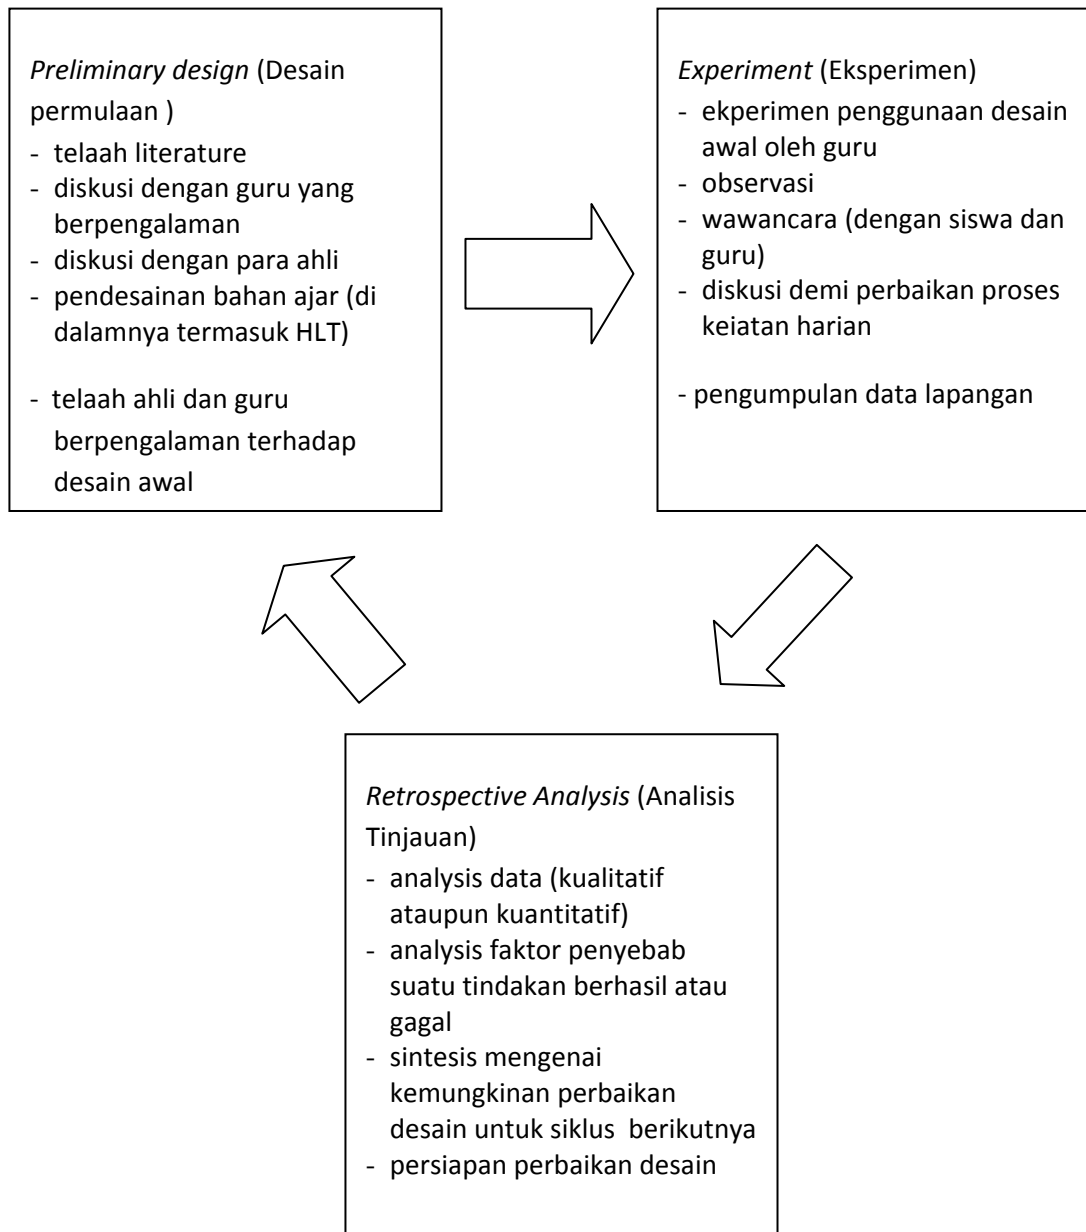 Preliminary design (Desain
permulaan )
- telaah literature
- diskusi dengan guru yang
berpengalaman
- diskusi dengan para ahli
- pendesainan bahan ajar (di
dalamnya termasuk HLT)
- telaah ahli dan guru
berpengalaman terhadap
desain awal
Experiment (Eksperimen)
- ekperimen penggunaan desain
awal oleh guru
- observasi
- wawancara (dengan siswa dan
guru)
- diskusi demi perbaikan proses
keiatan harian
- pengumpulan data lapangan
Retrospective Analysis (Analisis
Tinjauan)
- analysis data (kualitatif
ataupun kuantitatif)
- analysis faktor penyebab
suatu tindakan berhasil atau
gagal
- sintesis mengenai
kemungkinan perbaikan
desain untuk siklus berikutnya
- persiapan perbaikan desain